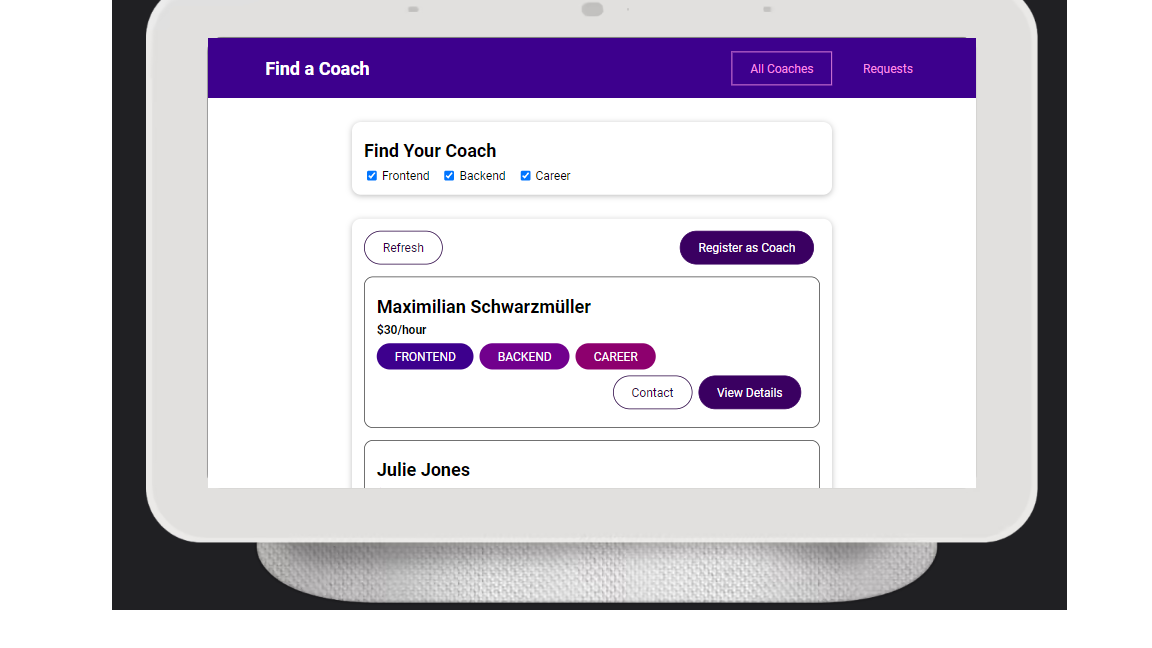 Find a Coach
All Coaches
Requests
Find Your Coach
Frontend
Backend
Career
Refresh
Register as Coach
Maximilian Schwarzmüller
$30/hour
FRONTEND
BACKEND
CAREER
Contact
View Details
Julie Jones